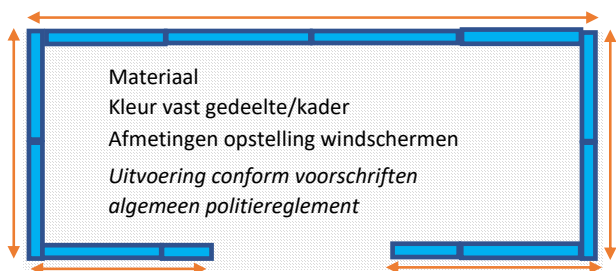 Materiaal
Kleur vast gedeelte/kader
Afmetingen opstelling windschermen
Uitvoering conform voorschriften
algemeen politiereglement